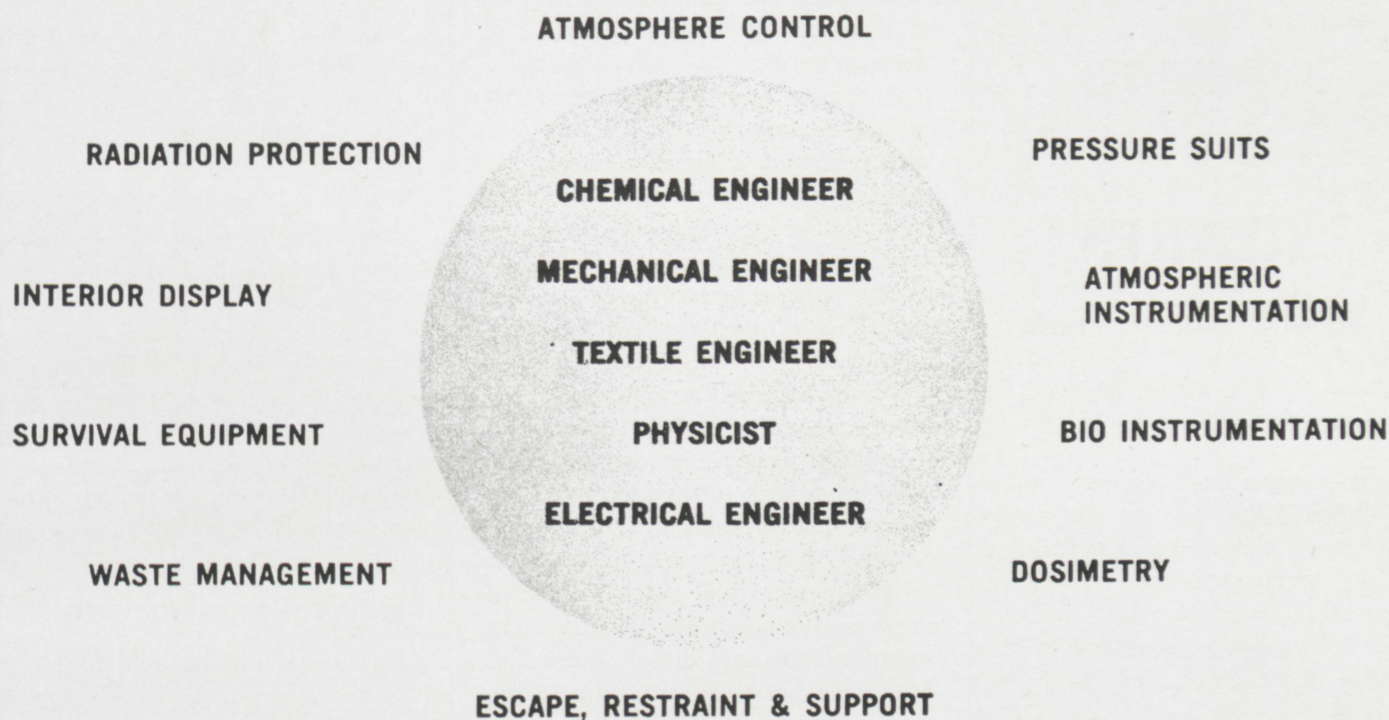 ATMOSPHERE CONTROL
RADIATION PROTECTION
PRESSURE SUITS
CHEMICAL ENGINEER
MECHANICAL ENGINEER
INTERIOR DISPLAY
ATMOSPHERIC
INSTRUMENTATION
TEXTILE ENGINEER
SURVIVAL EQUIPMENT
PHYSICIST
BIO INSTRUMENTATION
ELECTRICAL ENGINEER
WASTE MANAGEMENT
DOSIMETRY
ESCAPE, RESTRAINT & SUPPORT